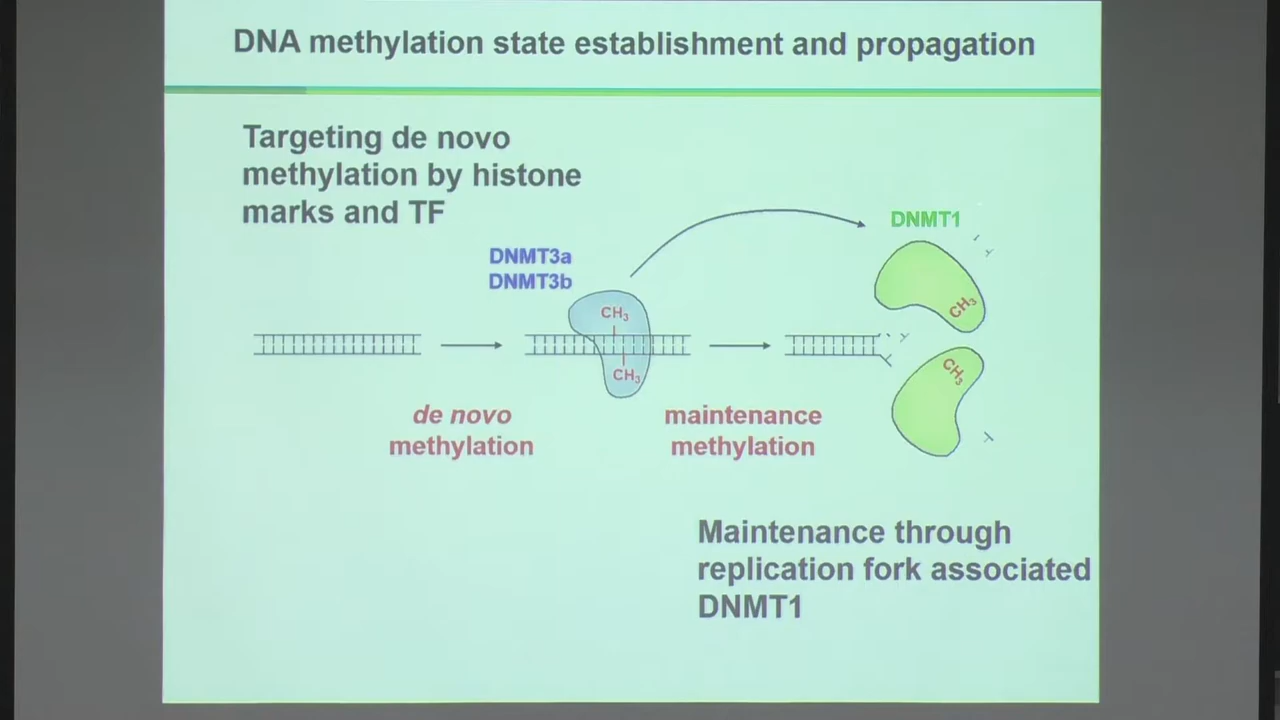 DNA methylation state establishment and propagation
Targeting de novo
methylation by histone
marks and TF
DNMT3a
DNMT3b
DNMT1
CH3
CH3
CH3
CH3
de novo
methylation
maintenance
methylation
Maintenance through
replication fork associated
DNMT1